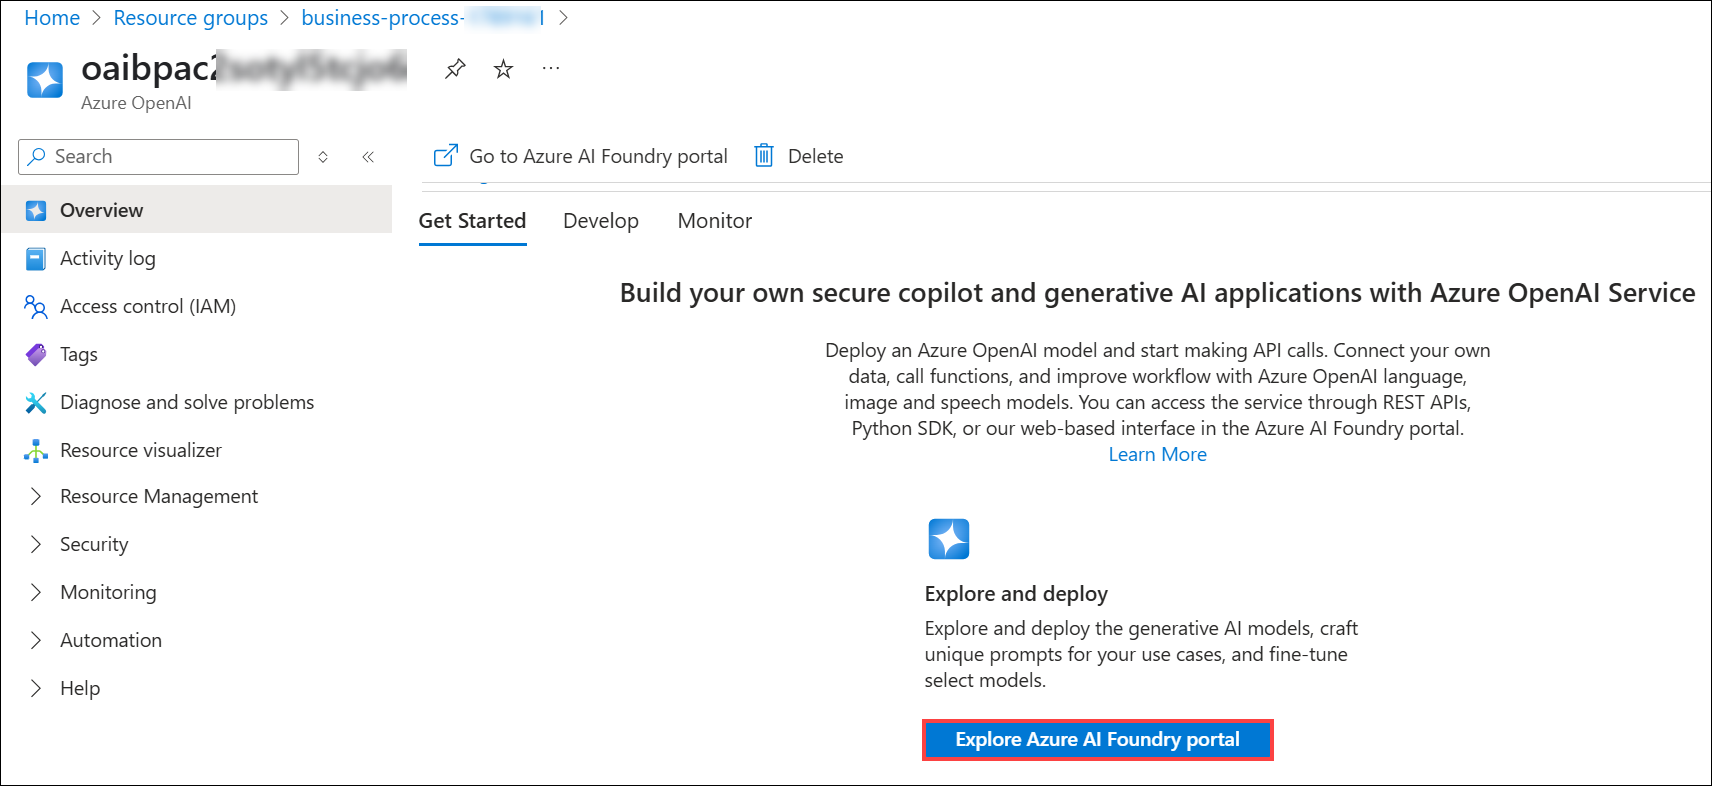 Home > Resource groups > business-process- >
oaibpac
Azure OpenAI
Search
Go to Azure AI Foundry portal
Delete
Overview
Activity log
Access control (IAM)
Tags
Diagnose and solve problems
Resource visualizer
Resource Management
Security
Monitoring
Automation
Help
Get Started
Develop
Monitor
Build your own secure copilot and generative AI applications with Azure OpenAI Service
Deploy an Azure OpenAI model and start making API calls. Connect your own
data, call functions, and improve workflow with Azure OpenAI language,
image and speech models. You can access the service through REST APIs,
Python SDK, or our web-based interface in the Azure AI Foundry portal.
Learn More
Explore and deploy
Explore and deploy the generative AI models, craft
unique prompts for your use cases, and fine-tune
select models.
Explore Azure AI Foundry portal